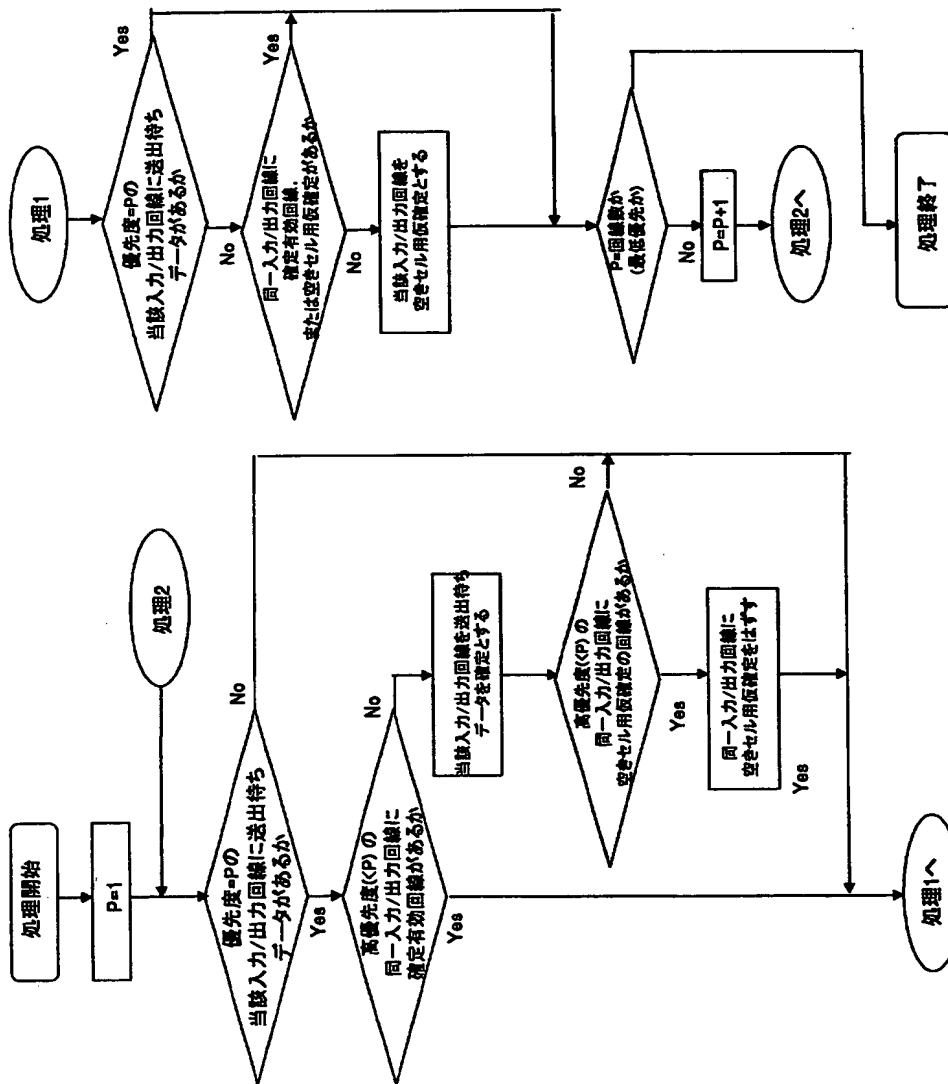 処理開始
P=1
処理2
優先度=Pの
当該入力/出力回線に送出待ち
データがあるか
No
Yes
高優先度(<P)の
同一入力/出力回線に
確定有効回線があるか
No
Yes
当該入力/出力回線を送出待ち
データを確定とする
高優先度(<P)の
同一入力/出力回線に
空きセル用仮確定の回線があるか
No
Yes
同一入力/出力回線に
空きセル用仮確定をはずす
Yes
処理1へ
処理1
優先度=Pの
当該入力/出力回線に送出待ち
データがあるか
Yes
No
同一入力/出力回線に
確定有効回線,
または空きセル用仮確定があるか
Yes
No
当該入力/出力回線を
空きセル用仮確定とする
P=回線数か
(最低優先か)
No
P=P+1
処理2へ
処理終了